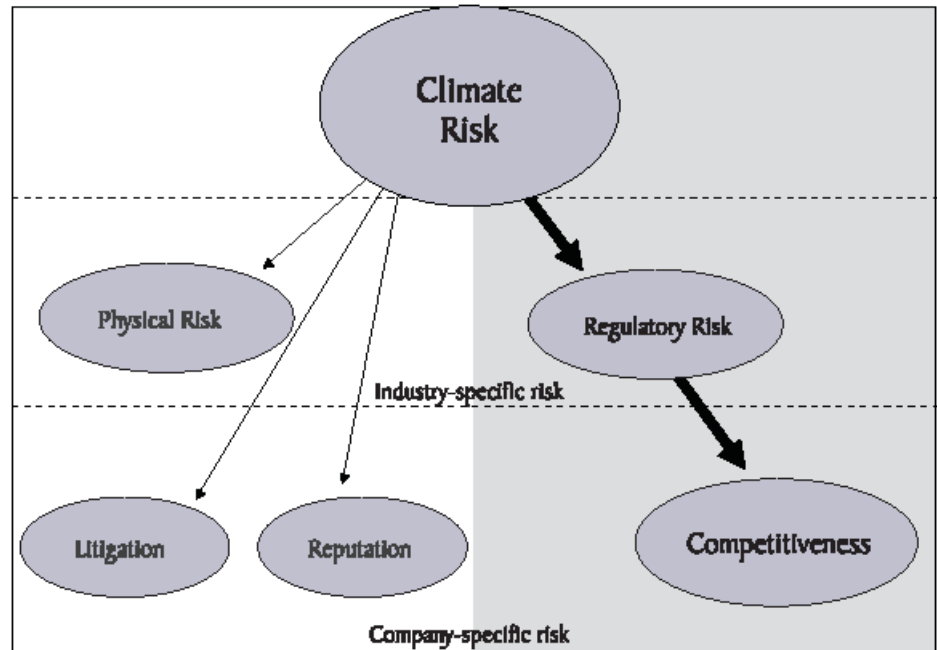 Climate
Risk
Physical Risk
Regulatory Risk
Industry-specific risk
Litigation
Reputation
Competitiveness
Company-specific risk